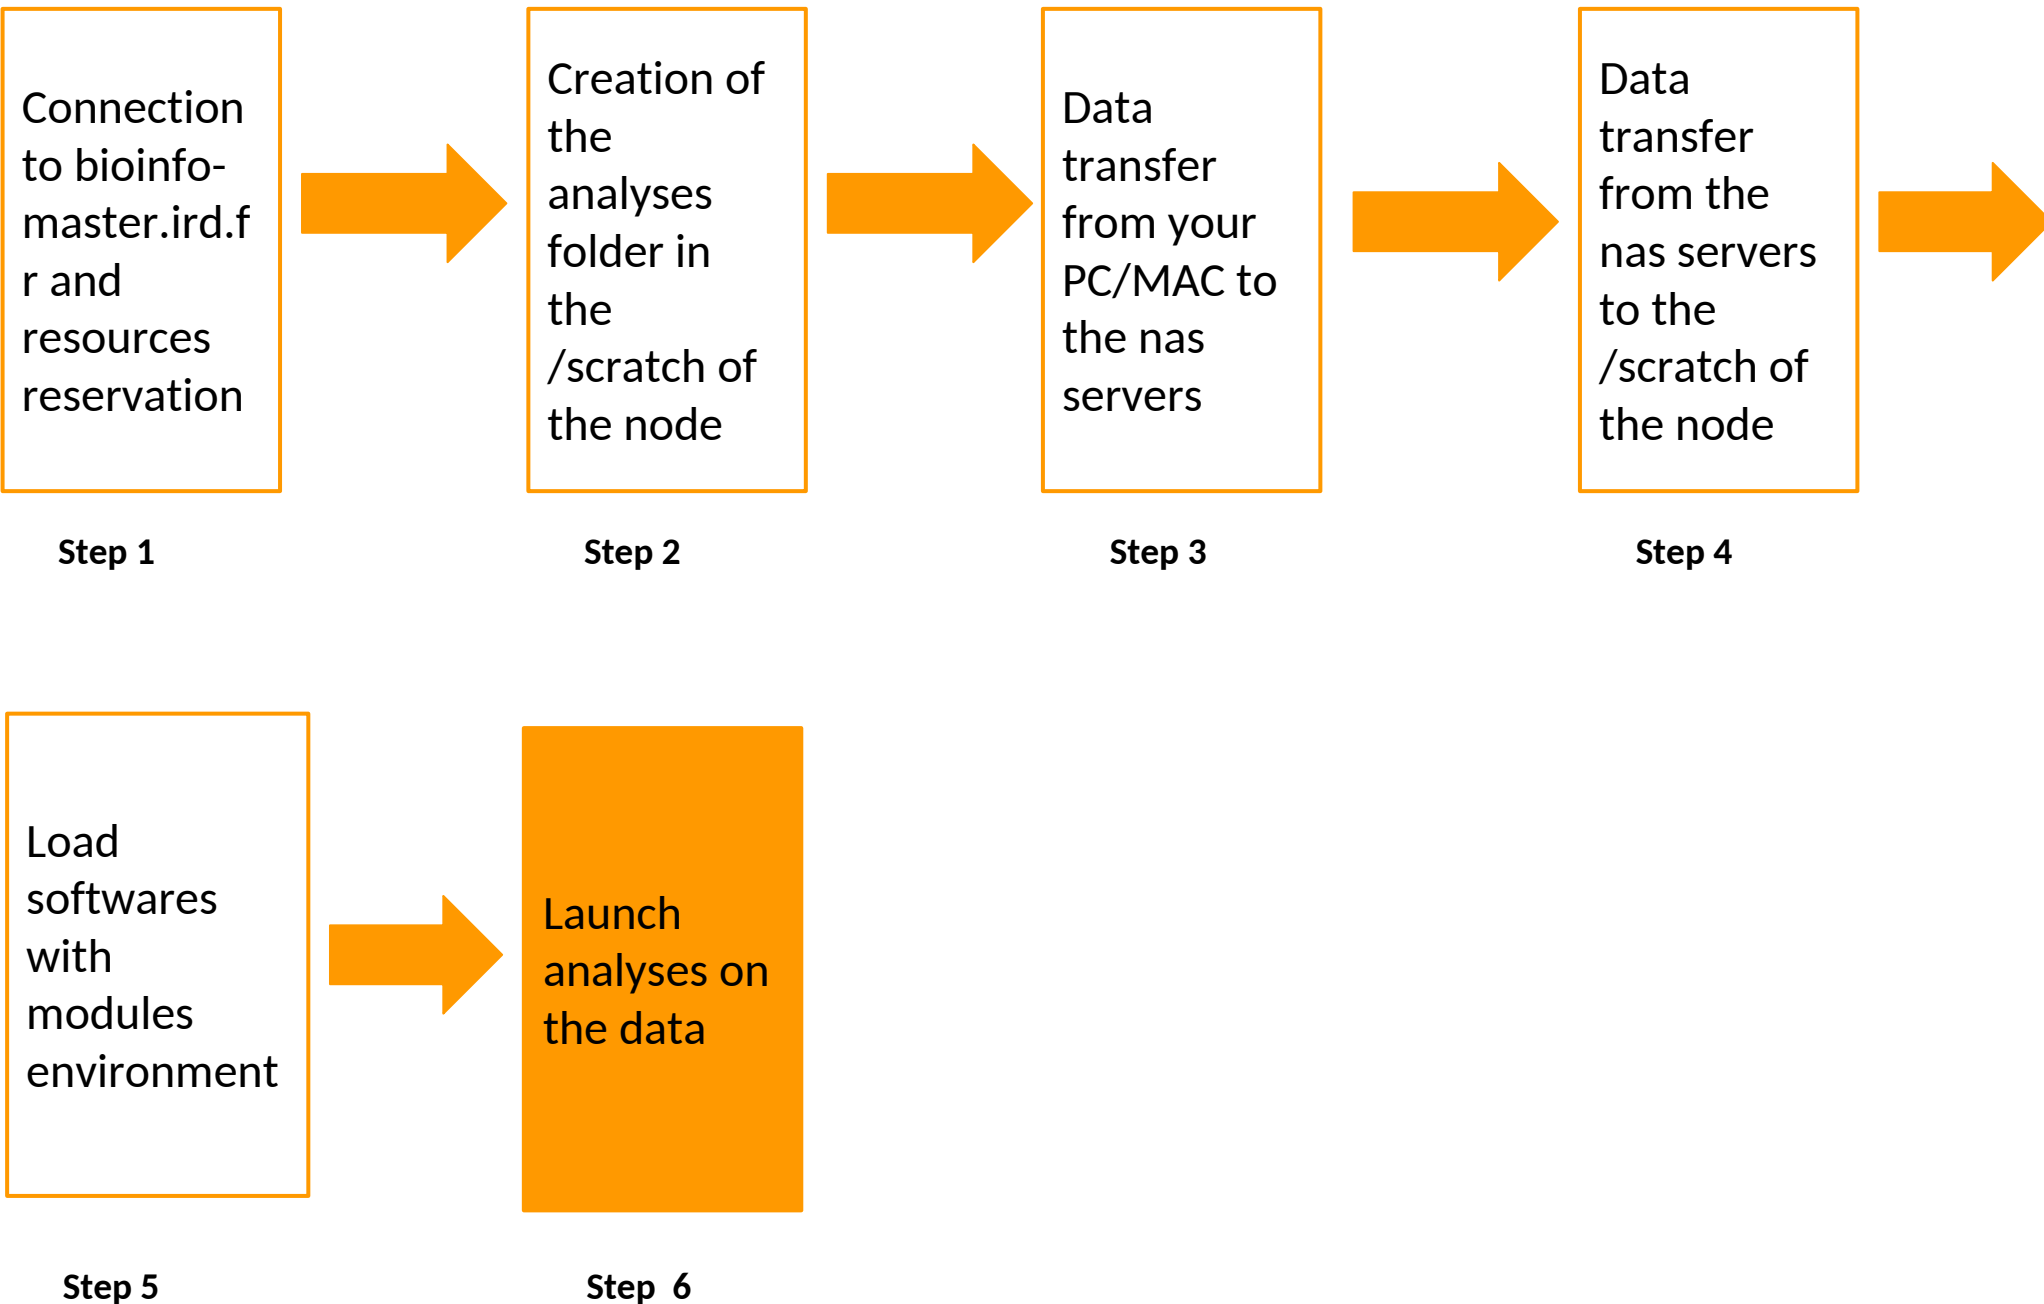 Connection
to bioinfo-
master.ird.f
r and
resources
reservation
Creation of
the
analyses
folder in
the
/scratch of
the node
Data
transfer
from your
PC/MAC to
the nas
servers
Data
transfer
from the
nas servers
to the
/scratch of
the node
Step 1
Step 2
Step 3
Step 4
Load
softwares
with
modules
environment
Launch
analyses on
the data
Step 5
Step  6